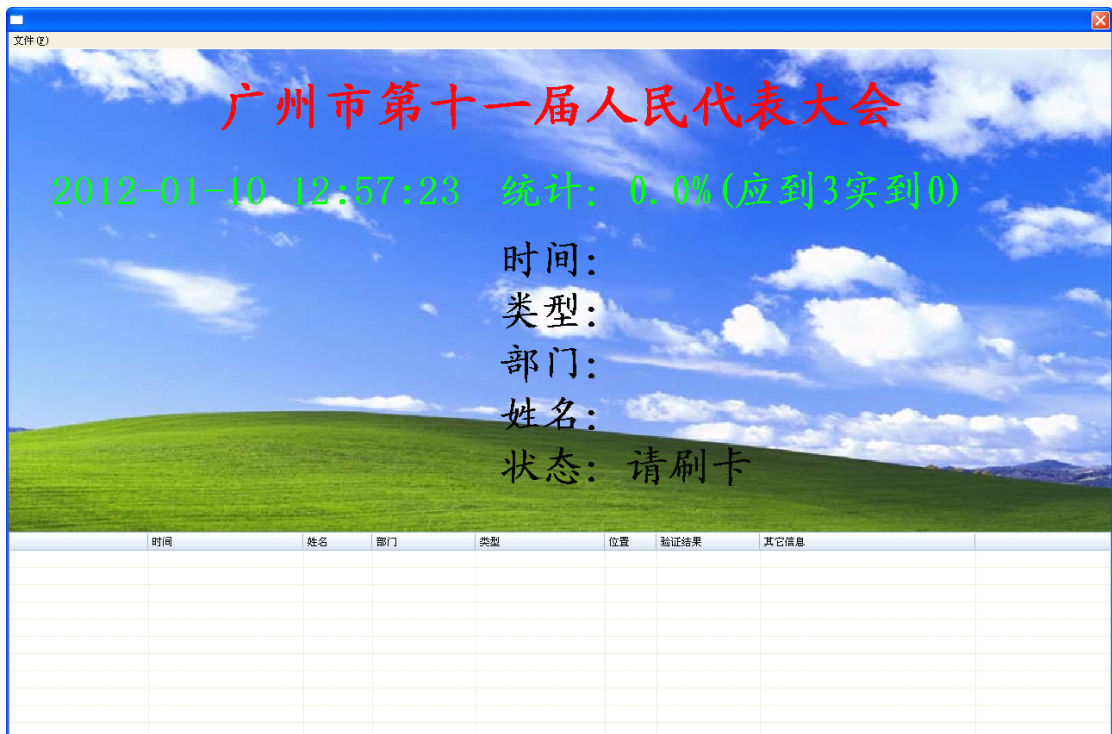 文件(F)
广州市第十一届人民代表大会
2012-01-10 12:57:23 统计: 0.0%(应到3实到0)
时间:
类型:
部门:
姓名:
状态: 请刷卡
时间 姓名 部门 类型 位置 验证结果 其它信息